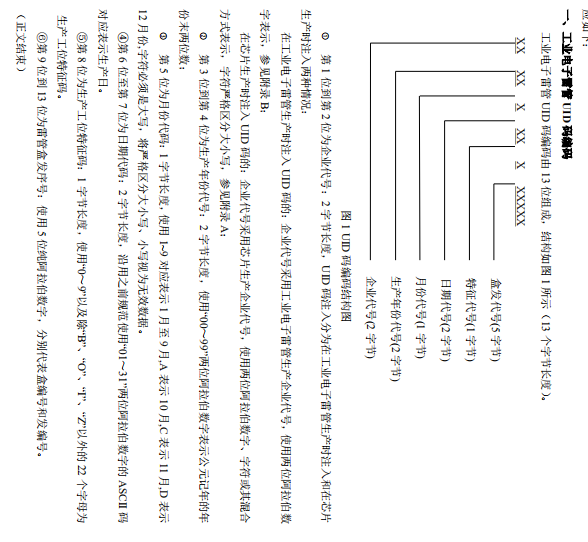 应如下：
一、工业电子雷管 UID 码编码
工业电子雷管 UID 码编码由 13 位组成，结构如图 1 所示（13 个字节长度）。
XX XX X XX X XXXXX
盒发代号(5 字节)
特征代号(1 字节)
日期代号(2 字节)
月份代号(1 字节)
生产年份代号(2 字节)
企业代号(2 字节)
图 1 UID 码编码结构图
① 第 1 位到第 2 位为企业代号：2 字节长度，UID 码注入分为在工业电子雷管生产时注入和在芯片
生产时注入两种情况：
在工业电子雷管生产时注入 UID 码的：企业代号采用工业电子雷管生产企业代号，使用两位阿拉伯数
字表示，参见附录 B；
在芯片生产时注入 UID 码的：企业代号采用芯片生产企业代号，使用两位阿拉伯数字、字符或其混合
方式表示，字符严格区分大小写，参见附录 A；
② 第 3 位到第 4 位为生产年份代号：2 字节长度，使用“00～99”两位阿拉伯数字表示公元记年的年
份末两位数；
③ 第 5 位为月份代码：1 字节长度，使用 1~9 对应表示 1 月至 9 月,A 表示 10 月,C 表示 11 月,D 表示
12 月份,字符必须是大写，将严格区分大小写、小写视为无效数据。
④第 6 位至第 7 位为日期代码：2 字节长度，沿用之前规范使用“01～31”两位阿拉伯数字的 ASCII 码
对应表示生产日。
⑤第 8 位为生产工位特征码：1 字节长度，使用“0～9”以及除“B”、“O”、“I”、“Z”以外的 22 个字母为
生产工位特征码。
⑥第 9 位到 13 位为雷管盒发序号：使用 5 位纯阿拉伯数字，分别代表盒编号和发编号。
（正文结束）